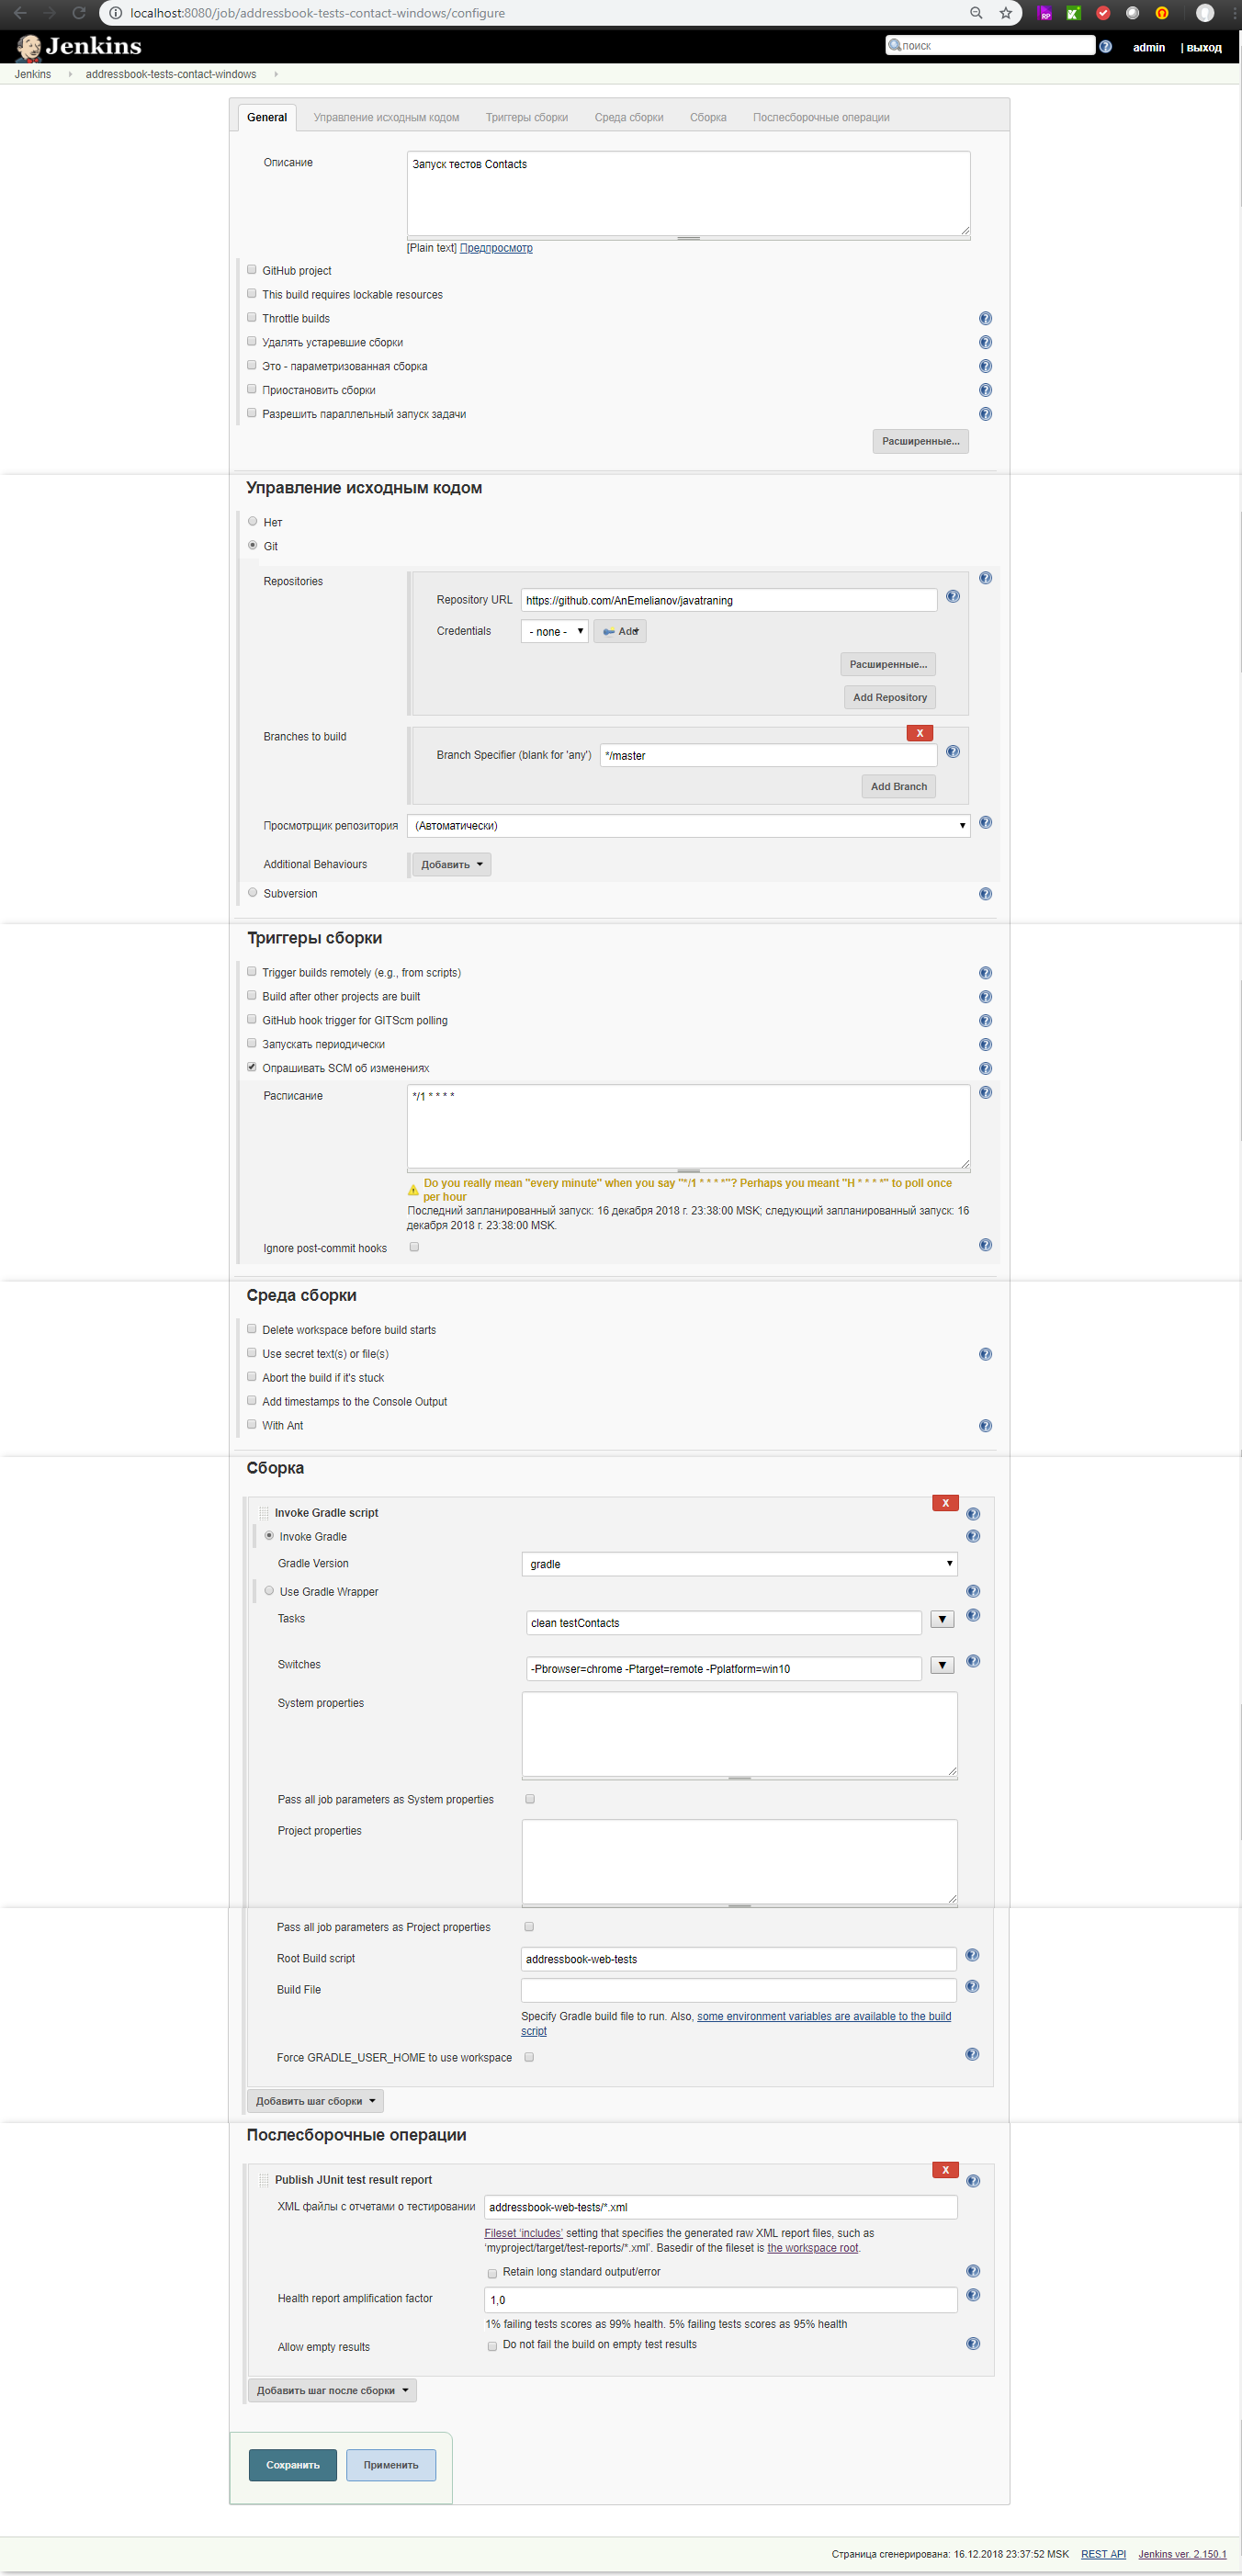 localhost:8080/job/addressbook-tests-contact-windows/configure
Jenkins
поиск
admin
| выход
Jenkins
addressbook-tests-contact-windows
General
Управление исходным кодом
Триггеры сборки
Среда сборки
Сборка
Послесборочные операции
Описание
Запуск тестов Contacts
[Plain text] Предпросмотр
GitHub project
This build requires lockable resources
Throttle builds
Удалять устаревшие сборки
Это - параметризованная сборка
Приостановить сборки
Разрешить параллельный запуск задачи
Расширенные...
Управление исходным кодом
Нет
Git
Repositories
Repository URL
https://github.com/AnEmelianov/javatraning
Credentials
- none -
Add
Расширенные...
Add Repository
Branches to build
X
Branch Specifier (blank for 'any')
*/master
Add Branch
Просмотрщик репозитория
(Автоматически)
Additional Behaviours
Добавить
Subversion
Триггеры сборки
Trigger builds remotely (e.g., from scripts)
Build after other projects are built
GitHub hook trigger for GITScm polling
Запускать периодически
Опрашивать SCM об изменениях
Расписание
*/1 * * * *
Do you really mean "every minute" when you say "*/1 * * * *"? Perhaps you meant "H * * * *" to poll once
per hour
Последний запланированный запуск: 16 декабря 2018 г. 23:38:00 MSK; следующий запланированный запуск: 16
декабря 2018 г. 23:38:00 MSK.
Ignore post-commit hooks
Среда сборки
Delete workspace before build starts
Use secret text(s) or file(s)
Abort the build if it's stuck
Add timestamps to the Console Output
With Ant
Сборка
X
Invoke Gradle script
Invoke Gradle
Gradle Version
gradle
Use Gradle Wrapper
Tasks
clean testContacts
Switches
-Pbrowser=chrome -Ptarget=remote -Pplatform=win10
System properties
Pass all job parameters as System properties
Project properties
Pass all job parameters as Project properties
Root Build script
addressbook-web-tests
Build File
Specify Gradle build file to run. Also, some environment variables are available to the build
script
Force GRADLE_USER_HOME to use workspace
Добавить шаг сборки
Послесборочные операции
X
Publish JUnit test result report
XML файлы с отчетами о тестировании
addressbook-web-tests/*.xml
Fileset 'includes' setting that specifies the generated raw XML report files, such as
'myproject/target/test-reports/*.xml'. Basedir of the fileset is the workspace root.
Retain long standard output/error
Health report amplification factor
1,0
1% failing tests scores as 99% health. 5% failing tests scores as 95% health
Allow empty results
Do not fail the build on empty test results
Добавить шаг после сборки
Сохранить
Применить
Страница сгенерирована: 16.12.2018 23:37:52 MSK
REST API
Jenkins ver. 2.150.1